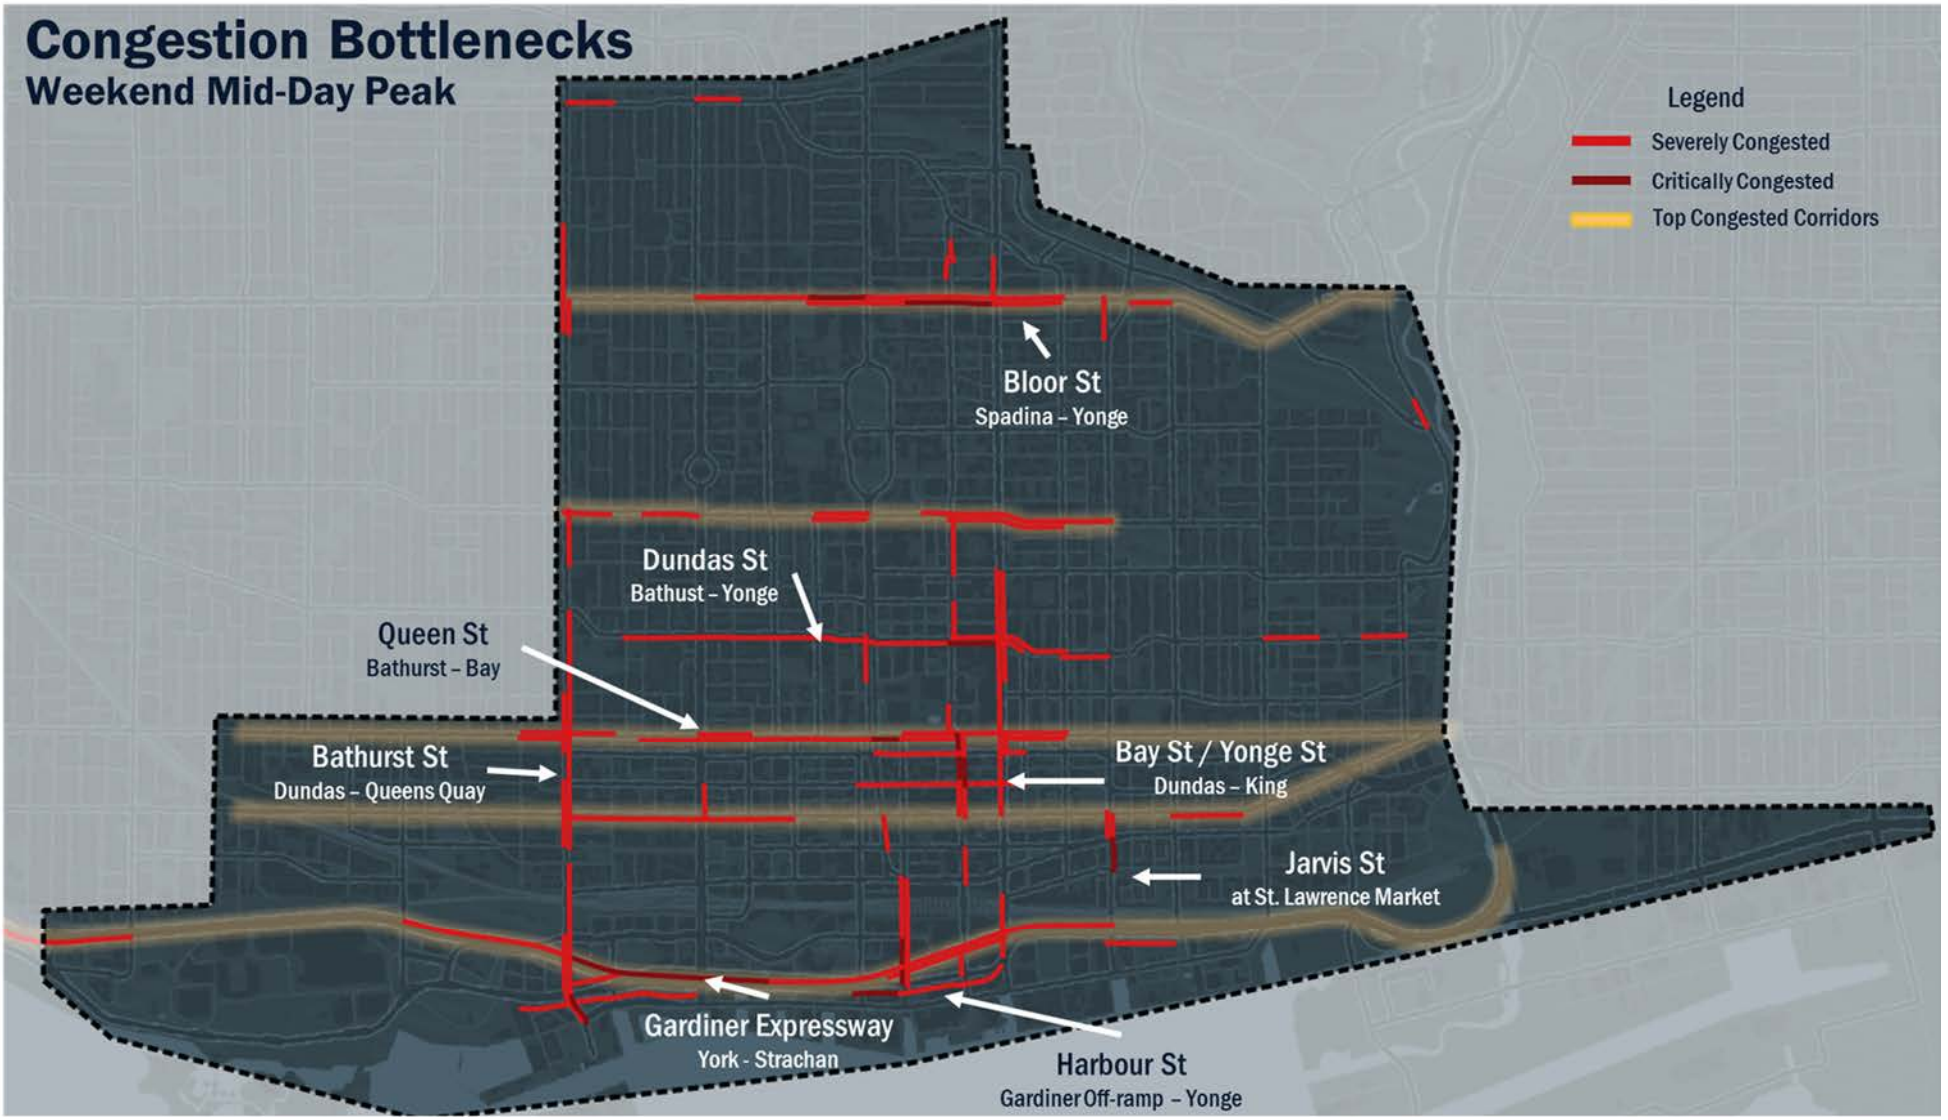 Congestion Bottlenecks
Weekend Mid-Day Peak
Legend
Severely Congested
Critically Congested
Top Congested Corridors
Bloor St
Spadina – Yonge
Dundas St
Bathust – Yonge
Queen St
Bathurst – Bay
Bathurst St
Dundas – Queens Quay
Bay St / Yonge St
Dundas – King
Jarvis St
at St. Lawrence Market
Gardiner Expressway
York - Strachan
Harbour St
Gardiner Off-ramp – Yonge